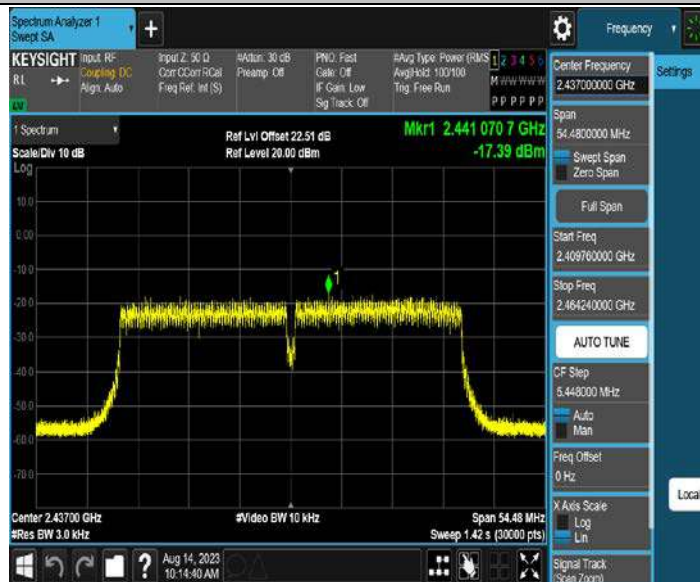 Spectrum Analyzer 1
Swept SA
+
Frequency
KEYSIGHT
Input: RF
Input Z: 50 Ω
#Atten: 30 dB
PNO: Fast
#Avg Type: Power (RMS
1 2 3 4 5 6
RL
Coupling: DC
Corr CCorr RCal
Preamp: Off
Gate: Off
Avg|Hold: 100/100
M W W W W W
Align: Auto
Freq Ref: Int (S)
IF Gain: Low
Trig: Free Run
Sig Track: Off
P P P P P P
1 Spectrum
Ref Lvl Offset 22.51 dB
Mkr1 2.441 070 7 GHz
Scale/Div 10 dB
Ref Level 20.00 dBm
-17.39 dBm
Log
10.0
0.00
-10.0
-20.0
-30.0
-40.0
-50.0
-60.0
-70.0
1
Center 2.43700 GHz
#Video BW 10 kHz
Span 54.48 MHz
#Res BW 3.0 kHz
Sweep 1.42 s (30000 pts)
Center Frequency
2.437000000 GHz
Settings
Span
54.4800000 MHz
Swept Span
Zero Span
Full Span
Start Freq
2.409760000 GHz
Stop Freq
2.464240000 GHz
AUTO TUNE
CF Step
5.448000 MHz
Auto
Man
Freq Offset
0 Hz
X Axis Scale
Log
Lin
Local
Signal Track
(Span Zoom)
?
Aug 14, 2023
10:14:40 AM